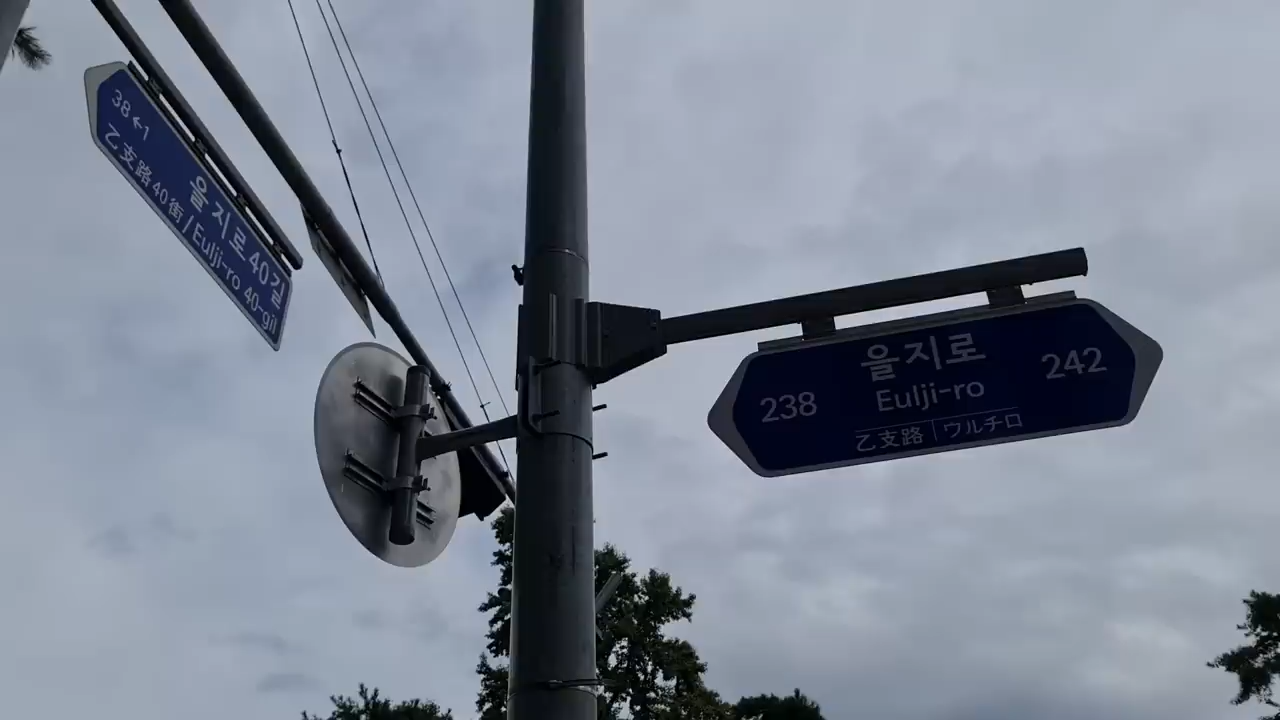 38←1
을지로40길
乙支路40街 / Eulji-ro 40-gil
을지로
238 Eulji-ro 242
乙支路 | ウルチロ